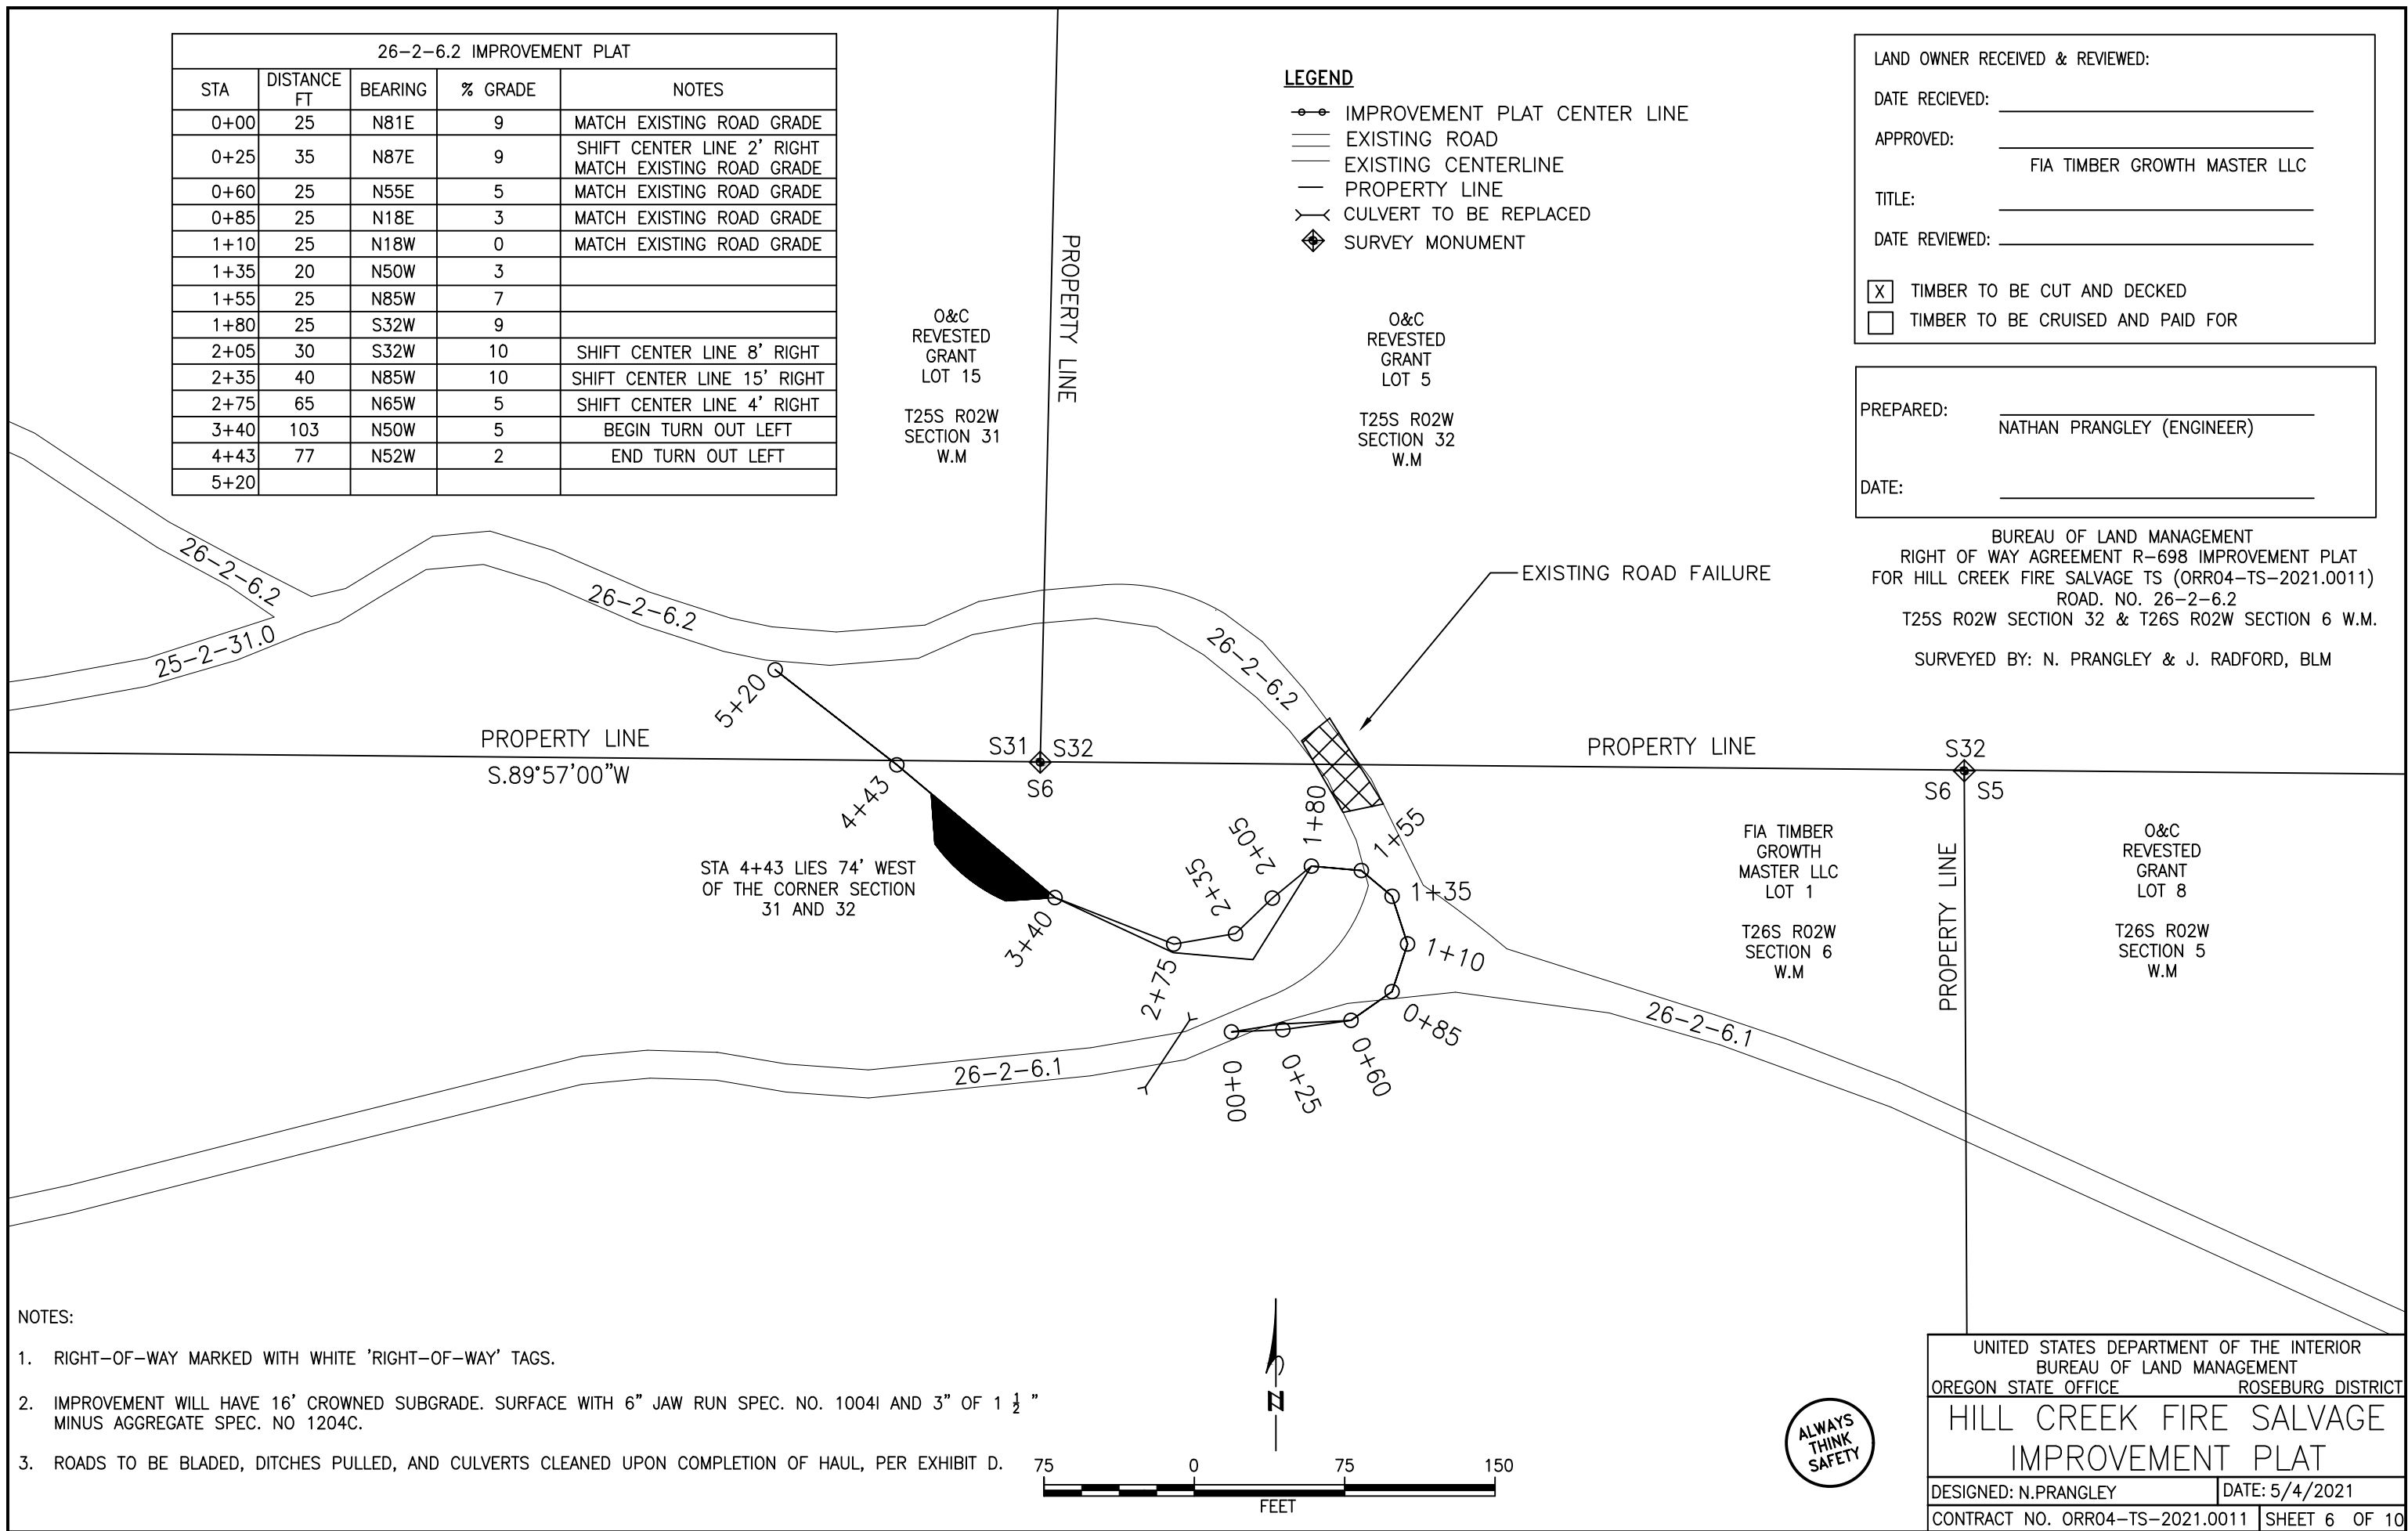 26-2-6.2 IMPROVEMENT PLAT
STA DISTANCE FT BEARING % GRADE NOTES
0+00 25 N81E 9 MATCH EXISTING ROAD GRADE
0+25 35 N87E 9 SHIFT CENTER LINE 2' RIGHT
MATCH EXISTING ROAD GRADE
0+60 25 N55E 5 MATCH EXISTING ROAD GRADE
0+85 25 N18E 3 MATCH EXISTING ROAD GRADE
1+10 25 N18W 0 MATCH EXISTING ROAD GRADE
1+35 20 N50W 3
1+55 25 N85W 7
1+80 25 S32W 9
2+05 30 S32W 10 SHIFT CENTER LINE 8' RIGHT
2+35 40 N85W 10 SHIFT CENTER LINE 15' RIGHT
2+75 65 N65W 5 SHIFT CENTER LINE 4' RIGHT
3+40 103 N50W 5 BEGIN TURN OUT LEFT
4+43 77 N52W 2 END TURN OUT LEFT
5+20
LEGEND
IMPROVEMENT PLAT CENTER LINE
EXISTING ROAD
EXISTING CENTERLINE
PROPERTY LINE
CULVERT TO BE REPLACED
SURVEY MONUMENT
LAND OWNER RECEIVED & REVIEWED:
DATE RECIEVED:
APPROVED:
FIA TIMBER GROWTH MASTER LLC
TITLE:
DATE REVIEWED:
X TIMBER TO BE CUT AND DECKED
TIMBER TO BE CRUISED AND PAID FOR
PREPARED:
NATHAN PRANGLEY (ENGINEER)
DATE:
BUREAU OF LAND MANAGEMENT
RIGHT OF WAY AGREEMENT R-698 IMPROVEMENT PLAT
FOR HILL CREEK FIRE SALVAGE TS (ORR04-TS-2021.0011)
ROAD. NO. 26-2-6.2
T25S R02W SECTION 32 & T26S R02W SECTION 6 W.M.
SURVEYED BY: N. PRANGLEY & J. RADFORD, BLM
PROPERTY LINE
O&C
REVESTED
GRANT
LOT 15
T25S R02W
SECTION 31
W.M
O&C
REVESTED
GRANT
LOT 5
T25S R02W
SECTION 32
W.M
26-2-6.2
25-2-31.0
26-2-6.2
26-2-6.2
EXISTING ROAD FAILURE
5+20
PROPERTY LINE
S.89°57'00"W
S31 S32
S6
PROPERTY LINE
S32
S6 S5
4+43
STA 4+43 LIES 74' WEST
OF THE CORNER SECTION
31 AND 32
3+40
2+75
2+35
2+05
1+80
1+55
1+35
1+10
0+85
0+60
0+25
0+00
FIA TIMBER
GROWTH
MASTER LLC
LOT 1
T26S R02W
SECTION 6
W.M
PROPERTY LINE
O&C
REVESTED
GRANT
LOT 8
T26S R02W
SECTION 5
W.M
26-2-6.1
26-2-6.1
NOTES:
1. RIGHT-OF-WAY MARKED WITH WHITE 'RIGHT-OF-WAY' TAGS.
2. IMPROVEMENT WILL HAVE 16' CROWNED SUBGRADE. SURFACE WITH 6" JAW RUN SPEC. NO. 1004I AND 3" OF 1 1/2 "
MINUS AGGREGATE SPEC. NO 1204C.
3. ROADS TO BE BLADED, DITCHES PULLED, AND CULVERTS CLEANED UPON COMPLETION OF HAUL, PER EXHIBIT D.
N
75 0 75 150
FEET
ALWAYS
THINK
SAFETY
UNITED STATES DEPARTMENT OF THE INTERIOR
BUREAU OF LAND MANAGEMENT
OREGON STATE OFFICE ROSEBURG DISTRICT
HILL CREEK FIRE SALVAGE
IMPROVEMENT PLAT
DESIGNED: N.PRANGLEY DATE: 5/4/2021
CONTRACT NO. ORR04-TS-2021.0011 SHEET 6 OF 10